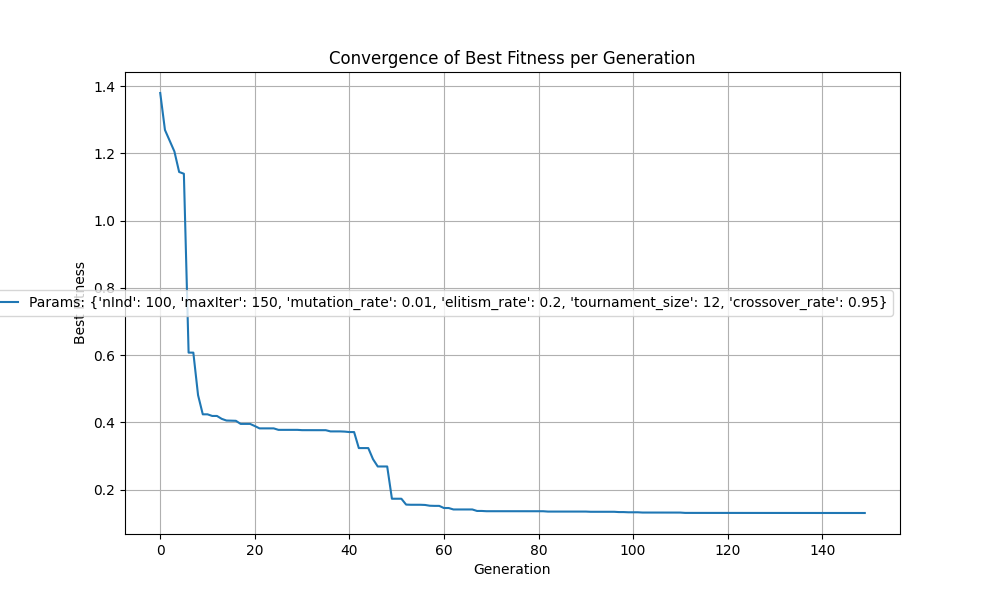 Convergence of Best Fitness per Generation
1.4
1.2
1.0
0.8
Params: {'nInd': 100, 'maxIter': 150, 'mutation_rate': 0.01, 'elitism_rate': 0.2, 'tournament_size': 12, 'crossover_rate': 0.95}
Best Fitness
0.6
0.4
0.2
0 20 40 60 80 100 120 140
Generation